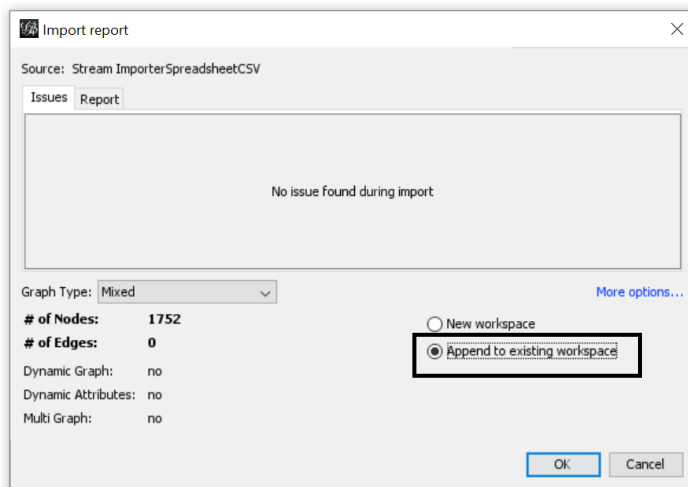 Import report
Source: Stream ImporterSpreadsheetCSV
Issues Report
No issue found during import
Graph Type: Mixed
More options...
# of Nodes: 1752
# of Edges: 0
Dynamic Graph: no
Dynamic Attributes: no
Multi Graph: no
New workspace
Append to existing workspace
OK Cancel